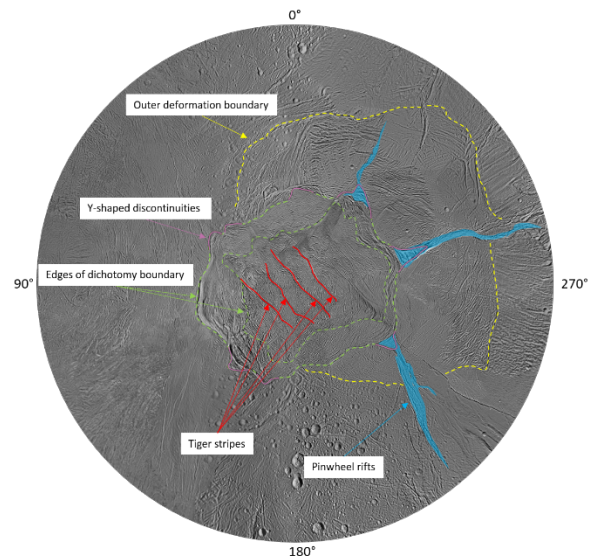 0°
Outer deformation boundary
Y-shaped discontinuities
Edges of dichotomy boundary
90°
270°
Tiger stripes
Pinwheel rifts
180°